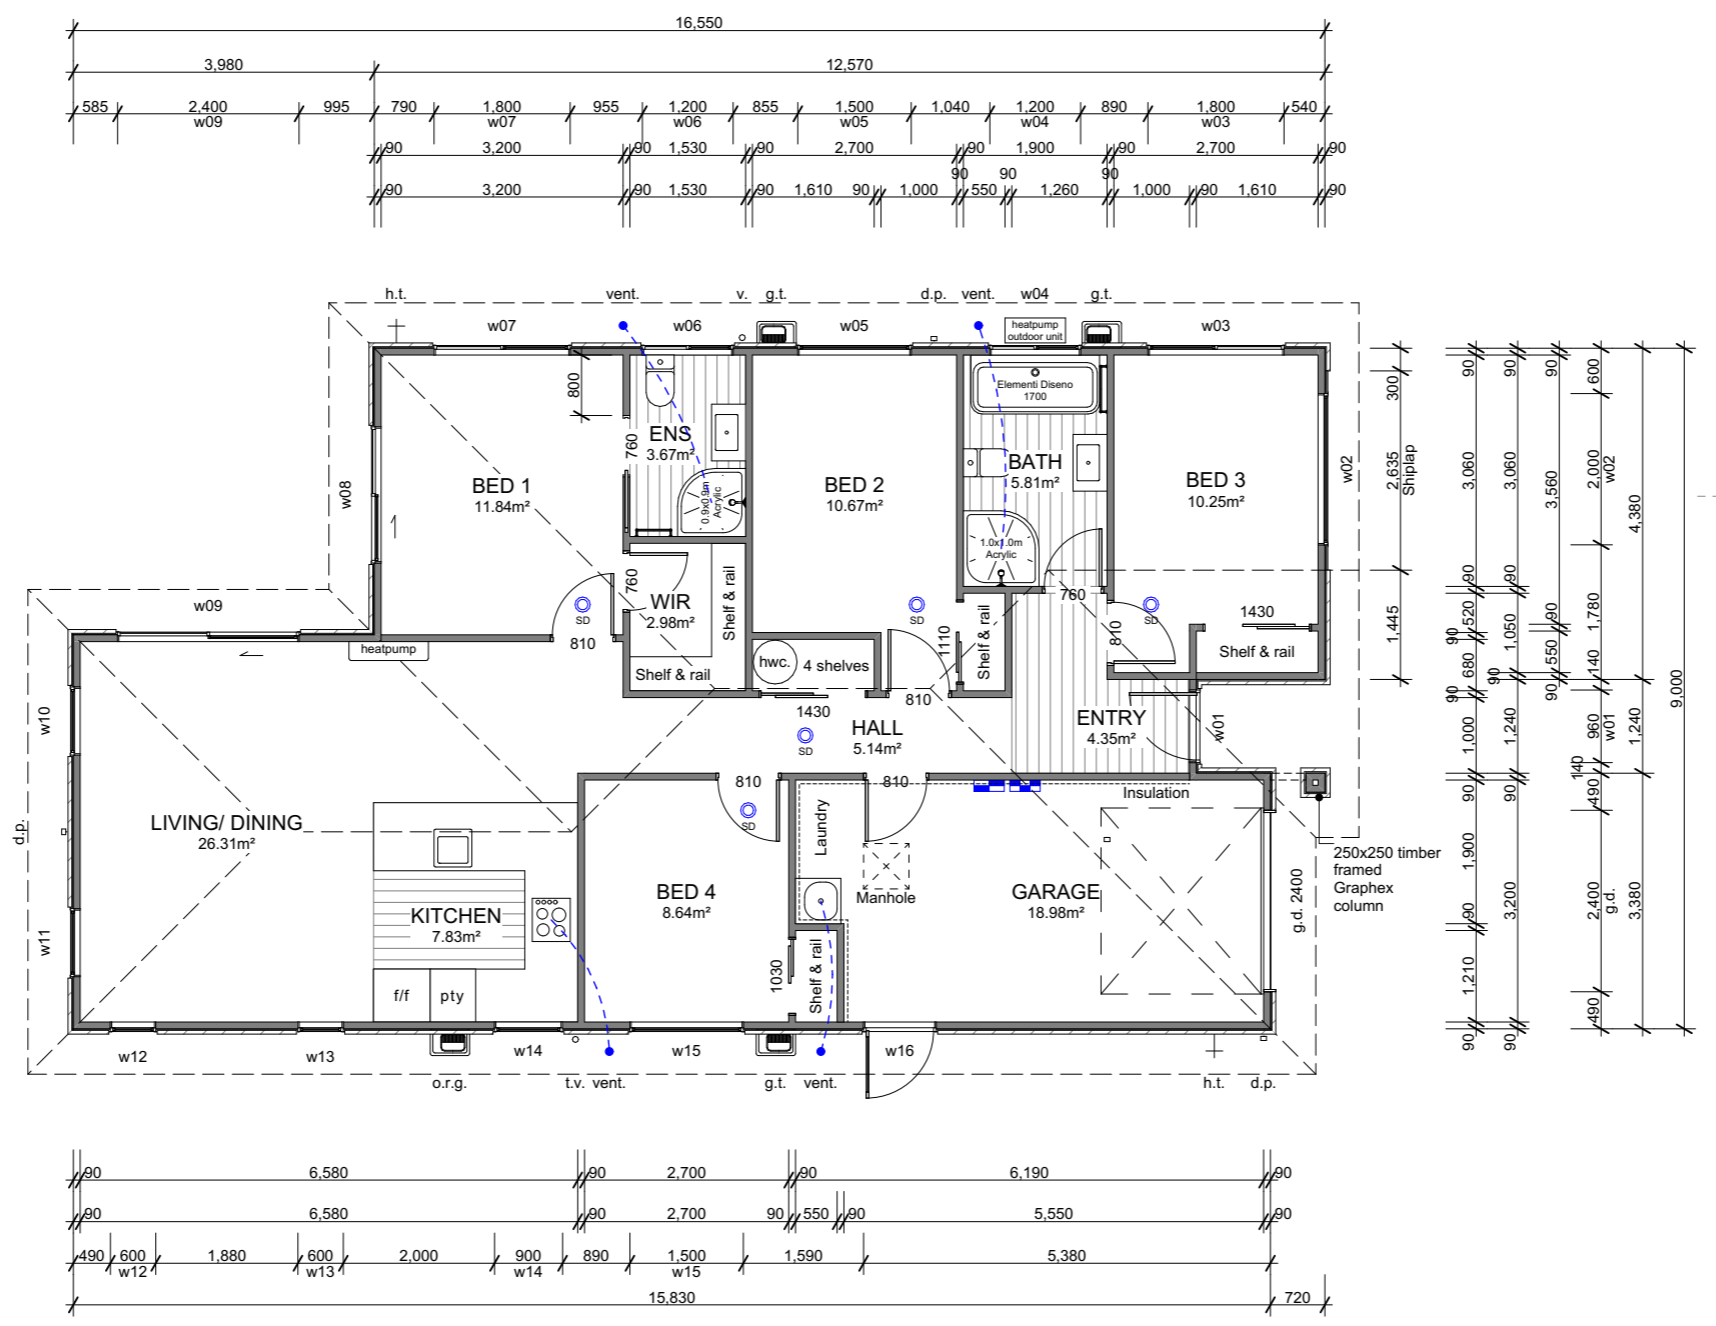 16,550
3,980 12,570
585 2,400 995 790 1,800 955 1,200 855 1,500 1,040 1,200 890 1,800 540
w09 w07 w06 w05 w04 w03
90 3,200 90 1,530 90 2,700 90 1,900 90 2,700 90
90 90 90
90 3,200 90 1,530 90 1,610 90 1,000 550 1,260 1,000 90 1,610 90
h.t. vent. v. g.t. d.p. vent. w04 g.t.
w07 w06 w05 heatpump w03
outdoor unit
800
Elementi Diseno
1700
760
ENS
3.67m²
BATH
5.81m²
BED 1
11.84m²
BED 2
10.67m²
BED 3
10.25m²
w08
w02
0.9x0.9m
Acrylic
1.0x1.0m
Acrylic
760
WIR
2.98m²
Shelf & rail
Shelf & rail
SD
810
w09
heatpump
hwc. 4 shelves
SD
1110
Shelf & rail
760
810
SD
1430
Shelf & rail
810
1430
HALL
5.14m²
SD
ENTRY
4.35m²
w01
w10
810
SD
810
Laundry
Insulation
LIVING/ DINING
26.31m²
d.p.
Manhole
BED 4
8.64m²
GARAGE
18.98m²
g.d. 2400
250x250 timber
framed
Graphex
column
KITCHEN
7.83m²
w11
f/f pty
1030
Shelf & rail
w12 w13 w14 w15 w16
o.r.g. t.v. vent. g.t. vent. h.t. d.p.
300
2,635
Shiplap
1,445
90
3,060
90
520
90
680
90
1,000
90
1,900
90
1,210
90
90
3,060
90
1,050
90
1,240
90
3,200
90
90
3,560
90
550
90
600
2,000
w02
1,780
140
960
w01
140
490
2,400
g.d.
490
4,380
1,240
3,380
9,000
90 6,580 90 2,700 90 6,190 90
90 6,580 90 2,700 90 550 90 5,550 90
490 600 1,880 600 2,000 900 890 1,500 1,590 5,380
w12 w13 w14 w15
15,830 720